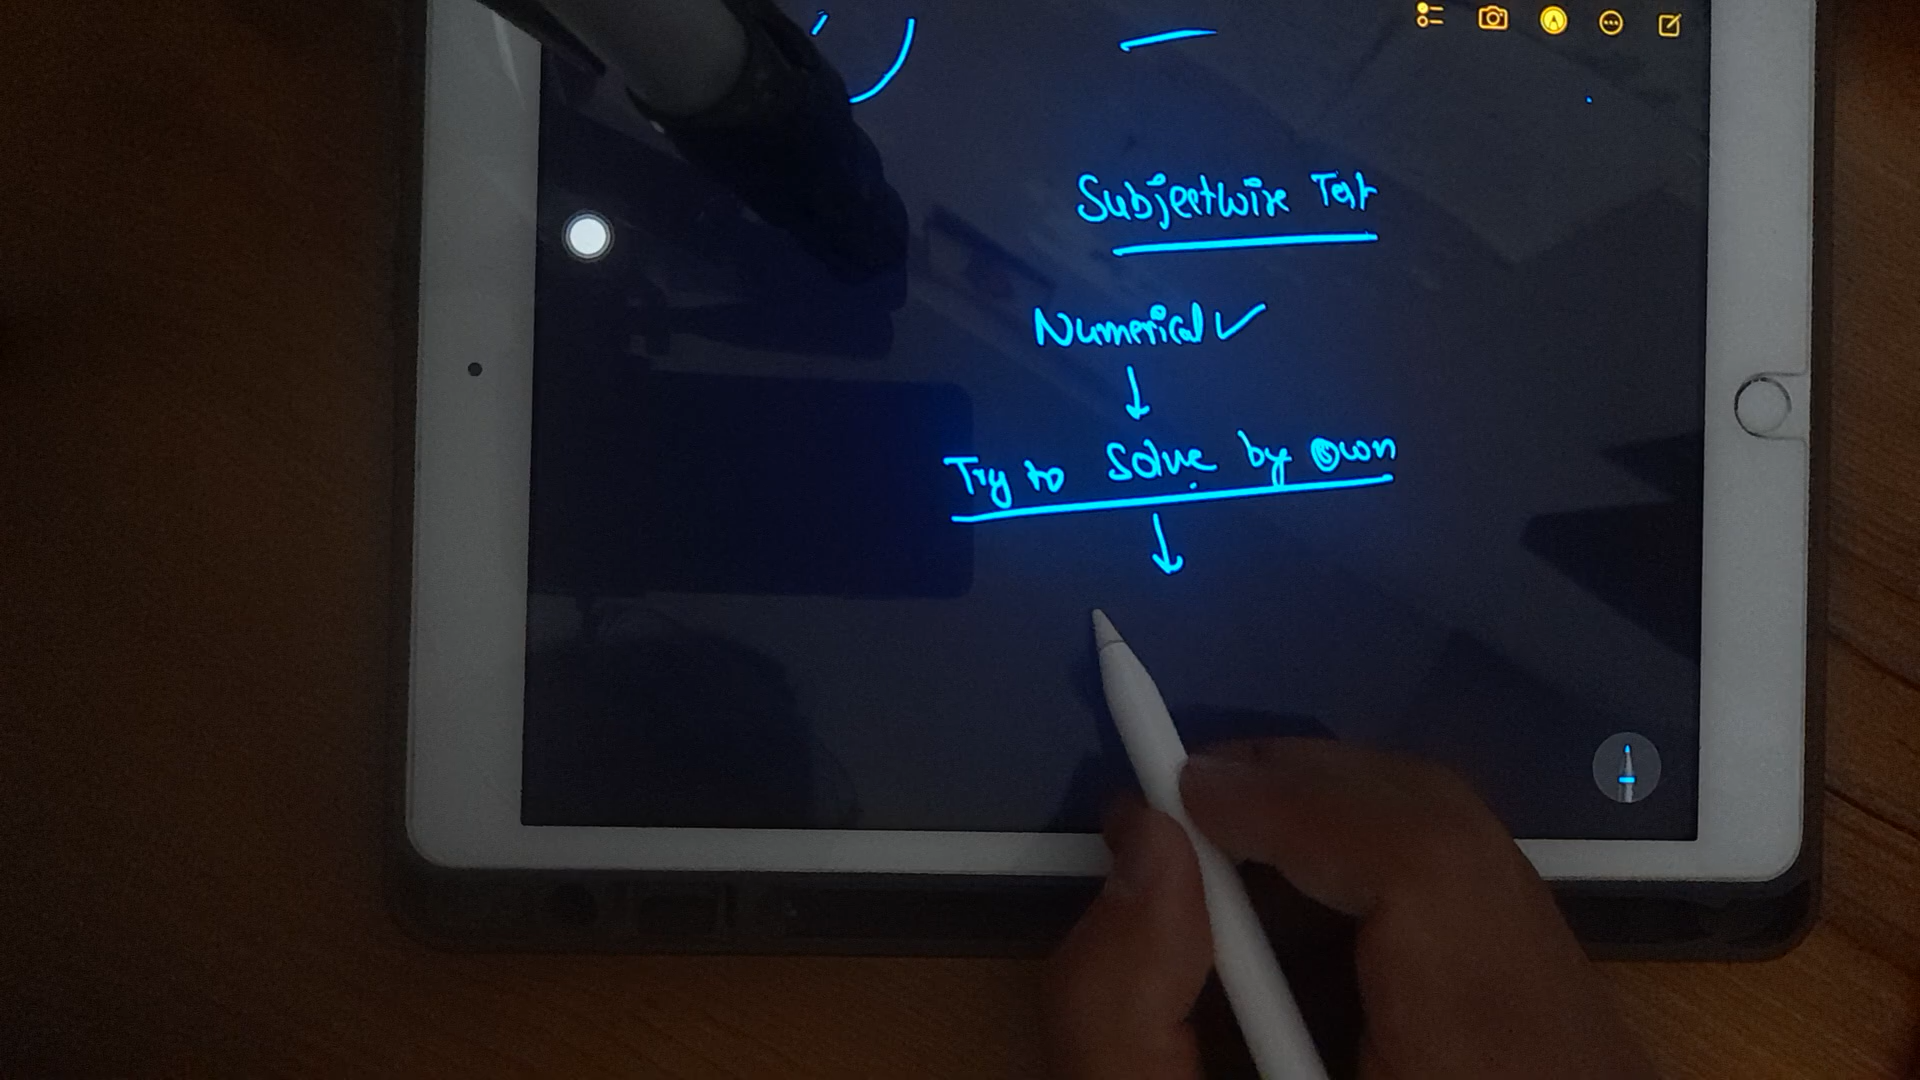 Subjectwise Test
Numerical ✓
↓
Try to Solve by Own
↓